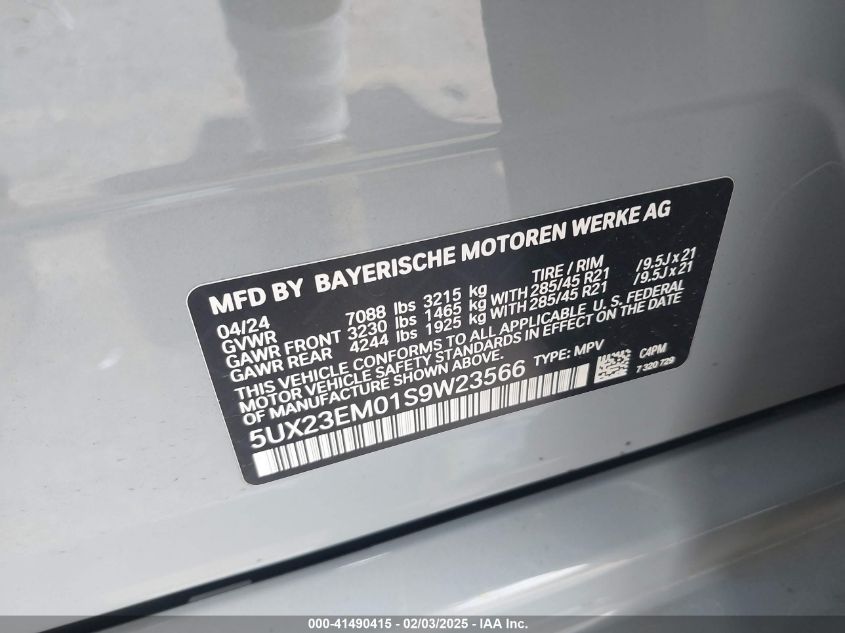 MFD BY BAYERISCHE MOTOREN WERKE AG
04/24 TIRE / RIM
GVWR 7088 lbs 3215 kg
GAWR FRONT 3230 lbs 1465 kg WITH 285/45 R21 /9.5J x 21
GAWR REAR 4244 lbs 1925 kg WITH 285/45 R21 /9.5J x 21
THIS VEHICLE CONFORMS TO ALL APPLICABLE U. S. FEDERAL
MOTOR VEHICLE SAFETY STANDARDS IN EFFECT ON THE DATE
OF MANUFACTURE SHOWN ABOVE.
5UX23EM01S9W23566 TYPE: MPV C4PM
7 320 729
000-41490415 - 02/03/2025 - IAA Inc.